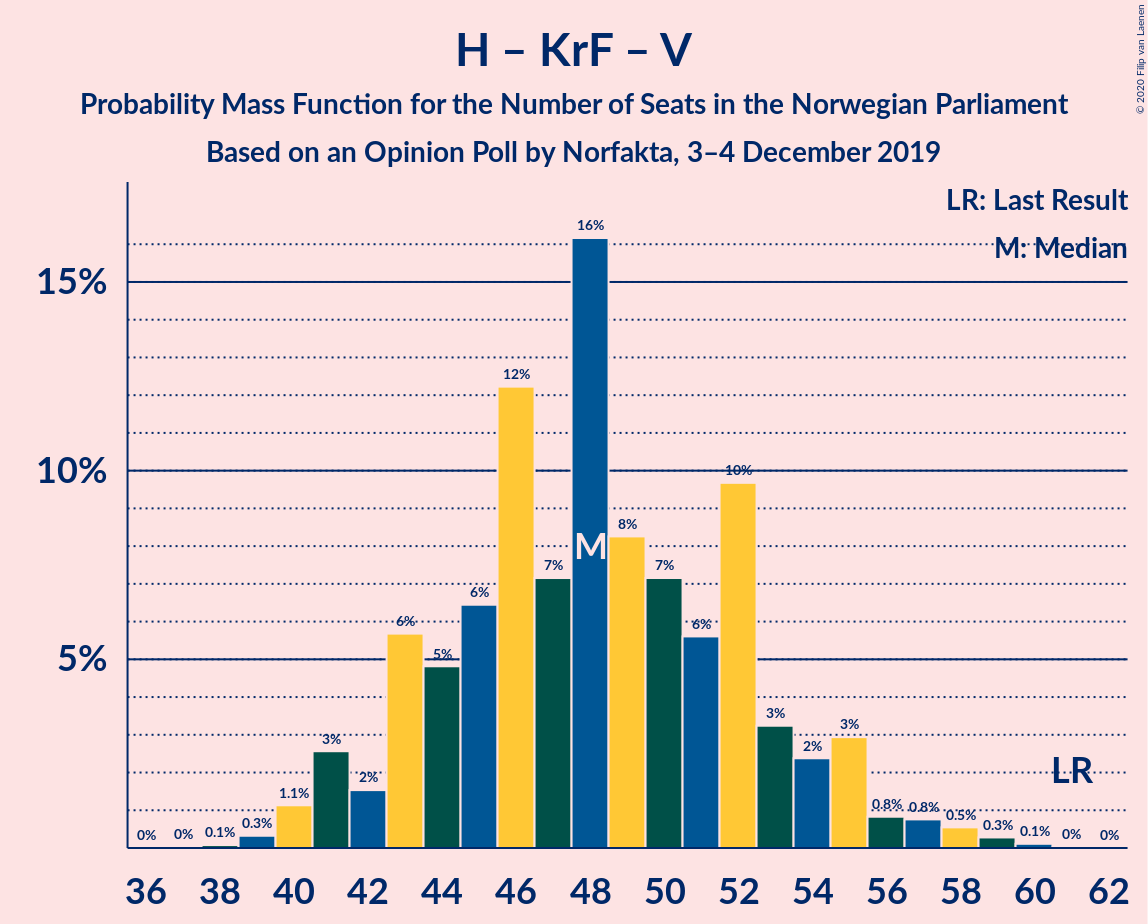 H – KrF – V
Probability Mass Function for the Number of Seats in the Norwegian Parliament
Based on an Opinion Poll by Norfakta, 3–4 December 2019
© 2020 Filip van Laenen
LR: Last Result
M: Median
15%
10%
5%
0% 0% 0.1% 0.3% 1.1% 3% 2% 6% 5% 6% 12% 7% 16% 8% 7% 6% 10% 3% 2% 3% 0.8% 0.8% 0.5% 0.3% 0.1% 0% 0%
M
LR
36 38 40 42 44 46 48 50 52 54 56 58 60 62